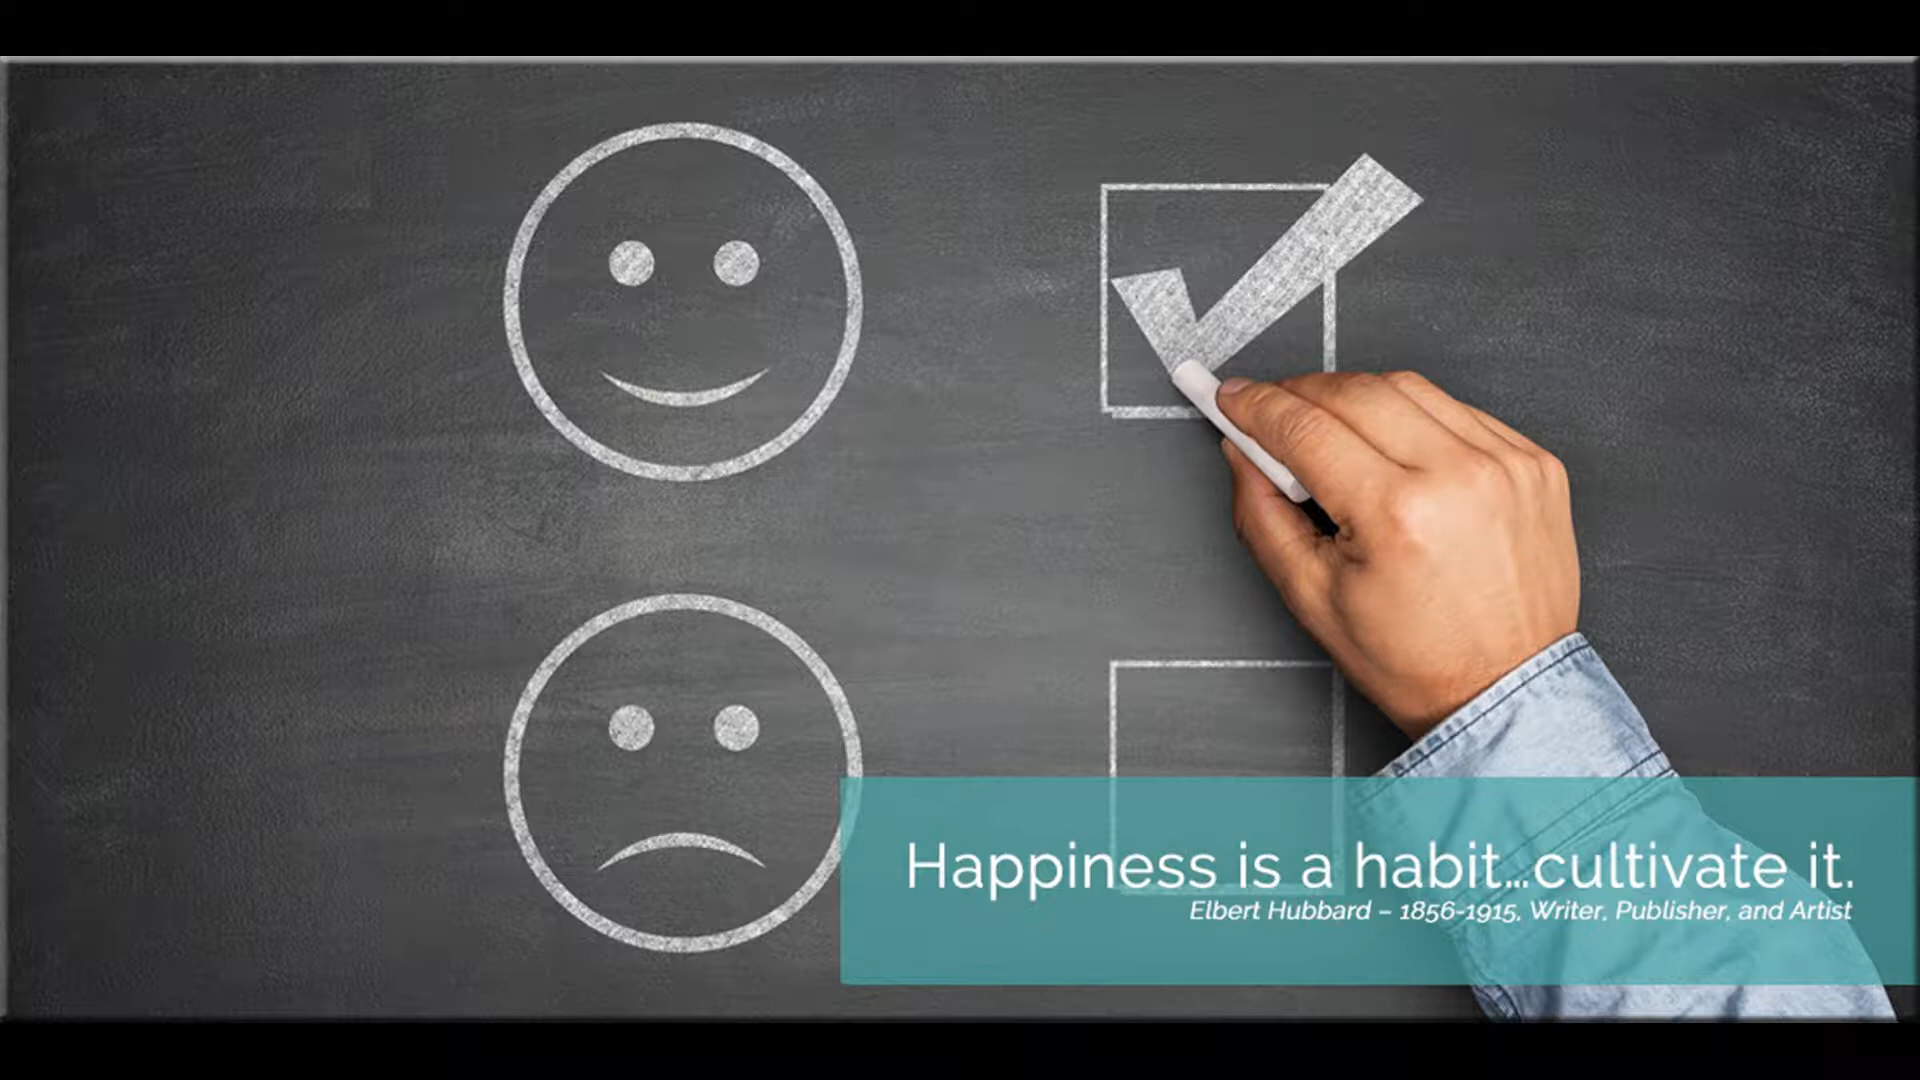 Happiness is a habit...cultivate it.
Elbert Hubbard – 1856-1915, Writer, Publisher, and Artist